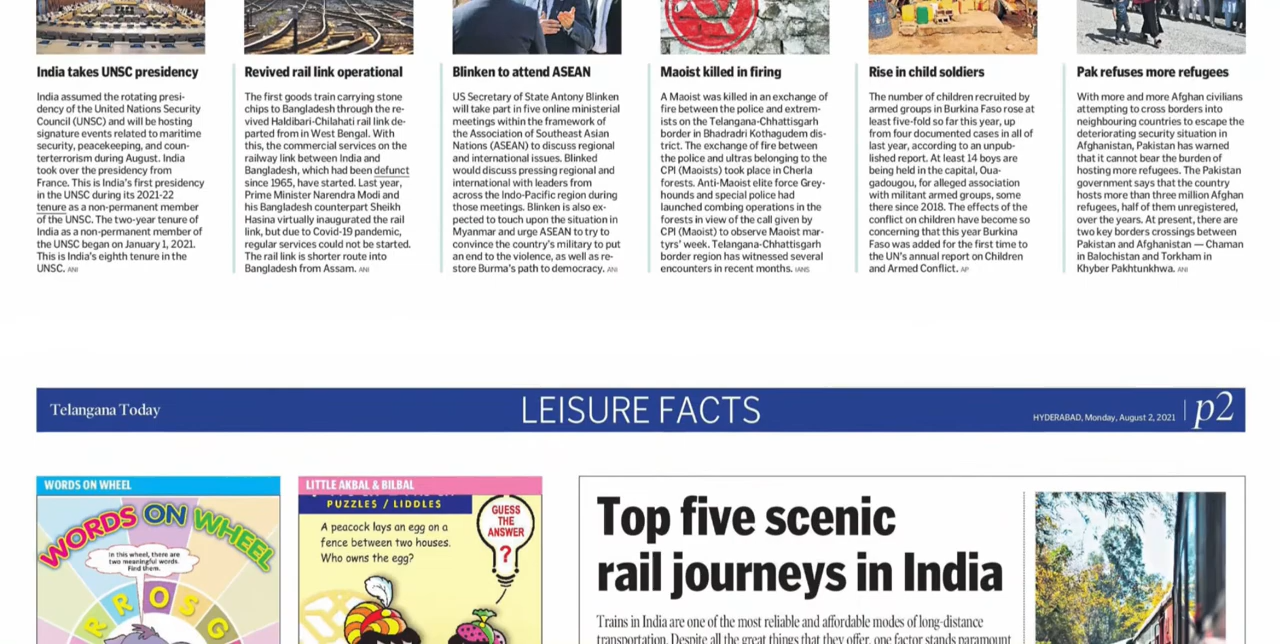 India takes UNSC presidency
India assumed the rotating presi-
dency of the United Nations Security
Council (UNSC) and will be hosting
signature events related to maritime
security, peacekeeping, and coun-
terterrorism during August. India
took over the presidency from
France. This is India's first presidency
in the UNSC during its 2021-22
tenure as a non-permanent member
of the UNSC. The two-year tenure of
India as a non-permanent member of
the UNSC began on January 1, 2021.
This is India's eighth tenure in the
UNSC. ANI
Revived rail link operational
The first goods train carrying stone
chips to Bangladesh through the re-
vived Haldibari-Chilahati rail link de-
parted from in West Bengal. With
this, the commercial services on the
railway link between India and
Bangladesh, which had been defunct
since 1965, have started. Last year,
Prime Minister Narendra Modi and
his Bangladesh counterpart Sheikh
Hasina virtually inaugurated the rail
link, but due to Covid-19 pandemic,
regular services could not be started.
The rail link is shorter route into
Bangladesh from Assam. ANI
Blinken to attend ASEAN
US Secretary of State Antony Blinken
will take part in five online ministerial
meetings within the framework of
the Association of Southeast Asian
Nations (ASEAN) to discuss regional
and international issues. Blinked
would discuss pressing regional and
international with leaders from
across the Indo-Pacific region during
those meetings. Blinken is also ex-
pected to touch upon the situation in
Myanmar and urge ASEAN to try to
convince the country's military to put
an end to the violence, as well as re-
store Burma's path to democracy. ANI
Maoist killed in firing
A Maoist was killed in an exchange of
fire between the police and extrem-
ists on the Telangana-Chhattisgarh
border in Bhadradri Kothagudem dis-
trict. The exchange of fire between
the police and ultras belonging to the
CPI (Maoists) took place in Cherla
forests. Anti-Maoist elite force Grey-
hounds and special police had
launched combing operations in the
forests in view of the call given by
CPI (Maoist) to observe Maoist mar-
tyrs' week. Telangana-Chhattisgarh
border region has witnessed several
encounters in recent months. IANS
Rise in child soldiers
The number of children recruited by
armed groups in Burkina Faso rose at
least five-fold so far this year, up
from four documented cases in all of
last year, according to an unpub-
lished report. At least 14 boys are
being held in the capital, Oua-
gadougou, for alleged association
with militant armed groups, some
there since 2018. The effects of the
conflict on children have become so
concerning that this year Burkina
Faso was added for the first time to
the UN's annual report on Children
and Armed Conflict. AP
Pak refuses more refugees
With more and more Afghan civilians
attempting to cross borders into
neighbouring countries to escape the
deteriorating security situation in
Afghanistan, Pakistan has warned
that it cannot bear the burden of
hosting more refugees. The Pakistan
government says that the country
hosts more than three million Afghan
refugees, half of them unregistered,
over the years. At present, there are
two key borders crossings between
Pakistan and Afghanistan — Chaman
in Balochistan and Torkham in
Khyber Pakhtunkhwa. ANI
Telangana Today
LEISURE FACTS
HYDERABAD, Monday, August 2, 2021
p2
WORDS ON WHEEL
WORDS ON WHEEL
In this wheel, there are
two meaningful words.
Find them.
R R O S G
LITTLE AKBAL & BILBAL
PUZZLES / LIDDLES
A peacock lays an egg on a
fence between two houses.
Who owns the egg?
GUESS
THE
ANSWER
?
Top five scenic
rail journeys in India
Trains in India are one of the most reliable and affordable modes of long-distance
transportation. Despite all the great things that they offer, one factor stands paramount